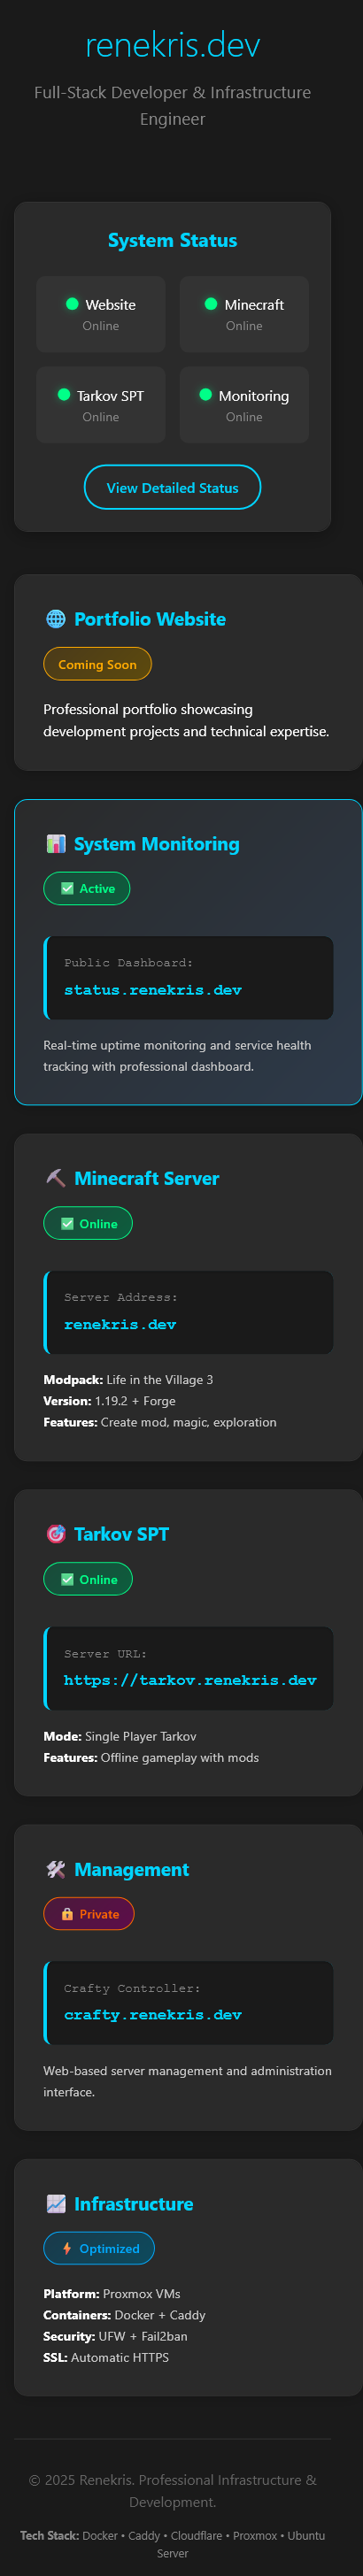 renekris.dev
Full-Stack Developer & Infrastructure
Engineer
System Status
Website
Online
Minecraft
Online
Tarkov SPT
Online
Monitoring
Online
View Detailed Status
🌐 Portfolio Website
Coming Soon
Professional portfolio showcasing
development projects and technical expertise.
📊 System Monitoring
✅ Active
Public Dashboard:
status.renekris.dev
Real-time uptime monitoring and service health
tracking with professional dashboard.
⛏️ Minecraft Server
✅ Online
Server Address:
renekris.dev
Modpack: Life in the Village 3
Version: 1.19.2 + Forge
Features: Create mod, magic, exploration
🎯 Tarkov SPT
✅ Online
Server URL:
https://tarkov.renekris.dev
Mode: Single Player Tarkov
Features: Offline gameplay with mods
🛠️ Management
🔒 Private
Crafty Controller:
crafty.renekris.dev
Web-based server management and administration
interface.
📈 Infrastructure
⚡ Optimized
Platform: Proxmox VMs
Containers: Docker + Caddy
Security: UFW + Fail2ban
SSL: Automatic HTTPS
© 2025 Renekris. Professional Infrastructure &
Development.
Tech Stack: Docker • Caddy • Cloudflare • Proxmox • Ubuntu
Server